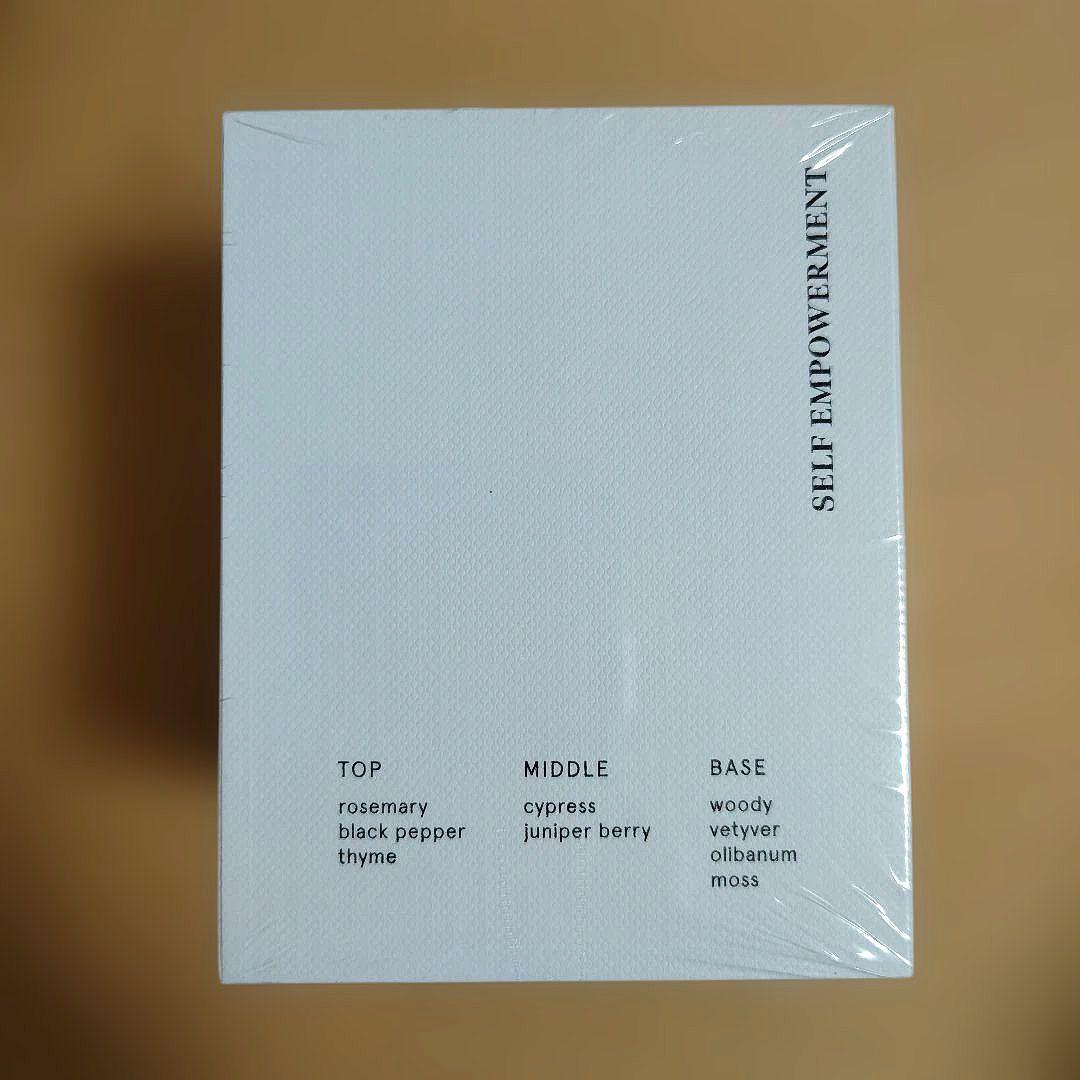 SELF EMPOWERMENT
TOP
rosemary
black pepper
thyme
MIDDLE
cypress
juniper berry
BASE
woody
vetyver
olibanum
moss